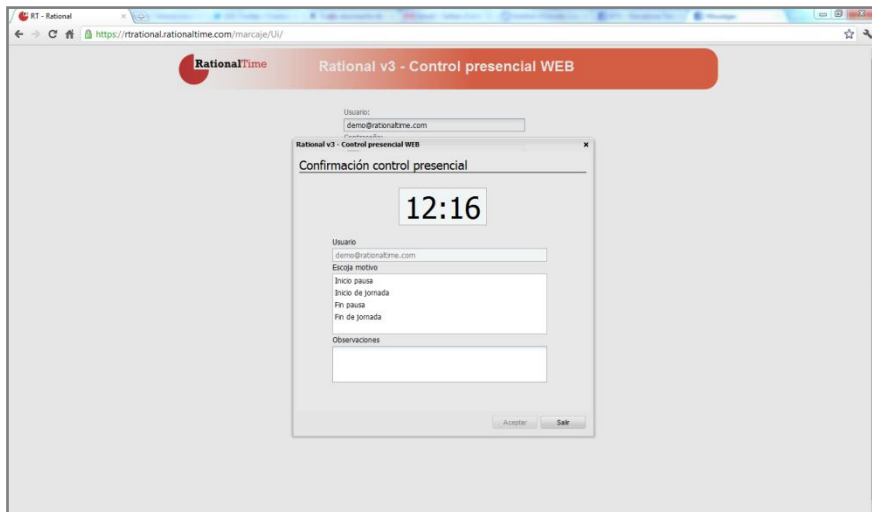 RT - Rational
https://rtrational.rationaltime.com/marcaje/Ui/
RationalTime
Rational v3 - Control presencial WEB
Usuario:
demo@rationaltime.com
Rational v3 - Control presencial WEB
Confirmación control presencial
12:16
Usuario
demo@rationaltime.com
Escoja motivo
Inicio pausa
Inicio de jornada
Fin pausa
Fin de jornada
Observaciones
Aceptar
Salir